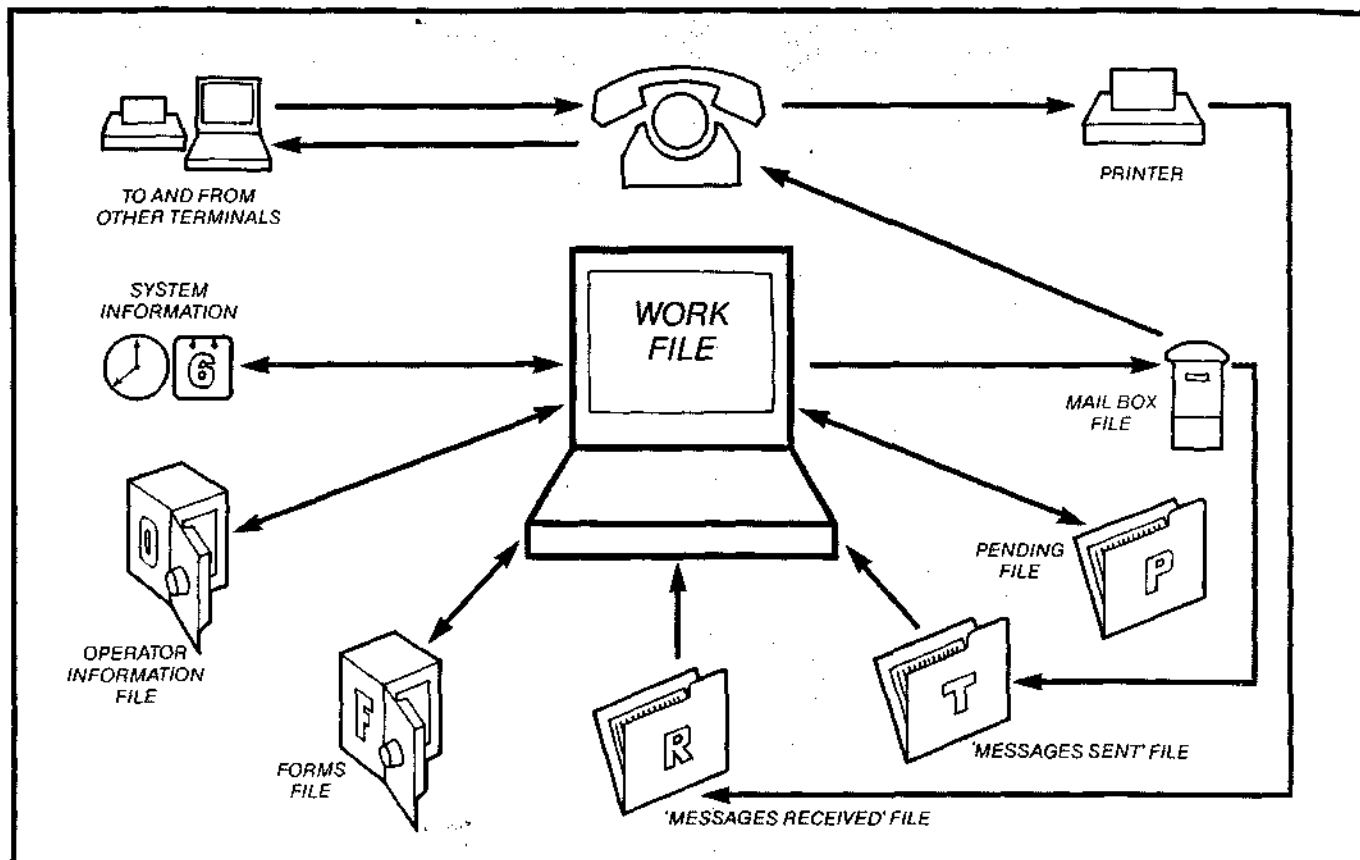 TO AND FROM
OTHER TERMINALS
PRINTER
SYSTEM
INFORMATION
6
WORK
FILE
MAIL BOX
FILE
O
OPERATOR
INFORMATION
FILE
F
FORMS
FILE
R
'MESSAGES RECEIVED' FILE
T
'MESSAGES SENT' FILE
PENDING
FILE
P